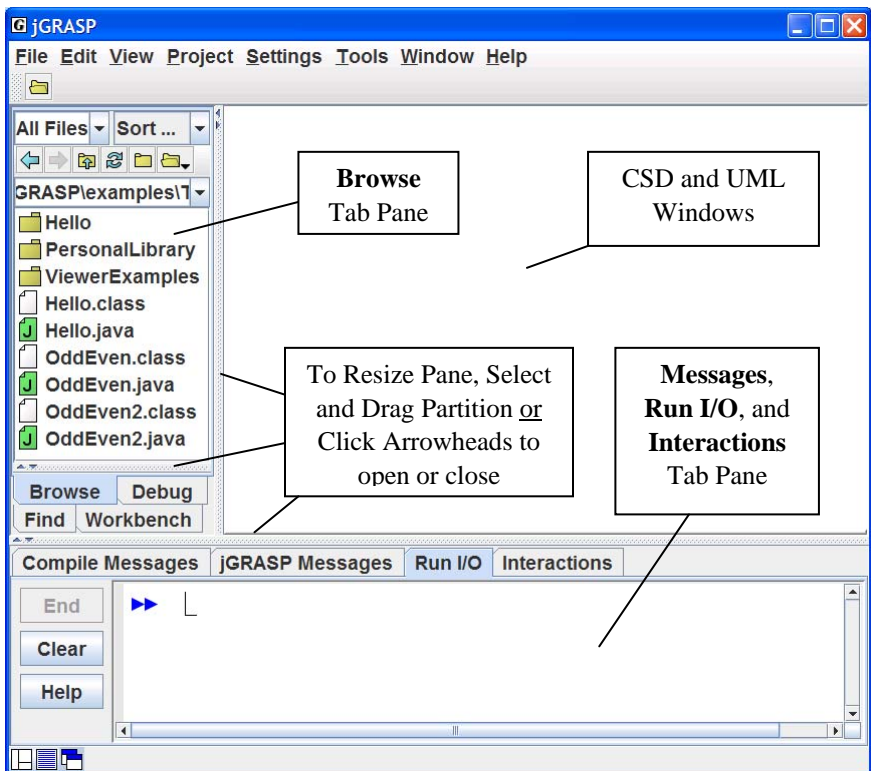 jGRASP
File Edit View Project Settings Tools Window Help
All Files Sort ...
GRASP\examples\T
Hello
PersonalLibrary
ViewerExamples
Hello.class
Hello.java
OddEven.class
OddEven.java
OddEven2.class
OddEven2.java
Browse Debug
Find Workbench
Browse
Tab Pane
CSD and UML
Windows
To Resize Pane, Select
and Drag Partition or
Click Arrowheads to
open or close
Messages,
Run I/O, and
Interactions
Tab Pane
Compile Messages jGRASP Messages Run I/O Interactions
End
Clear
Help